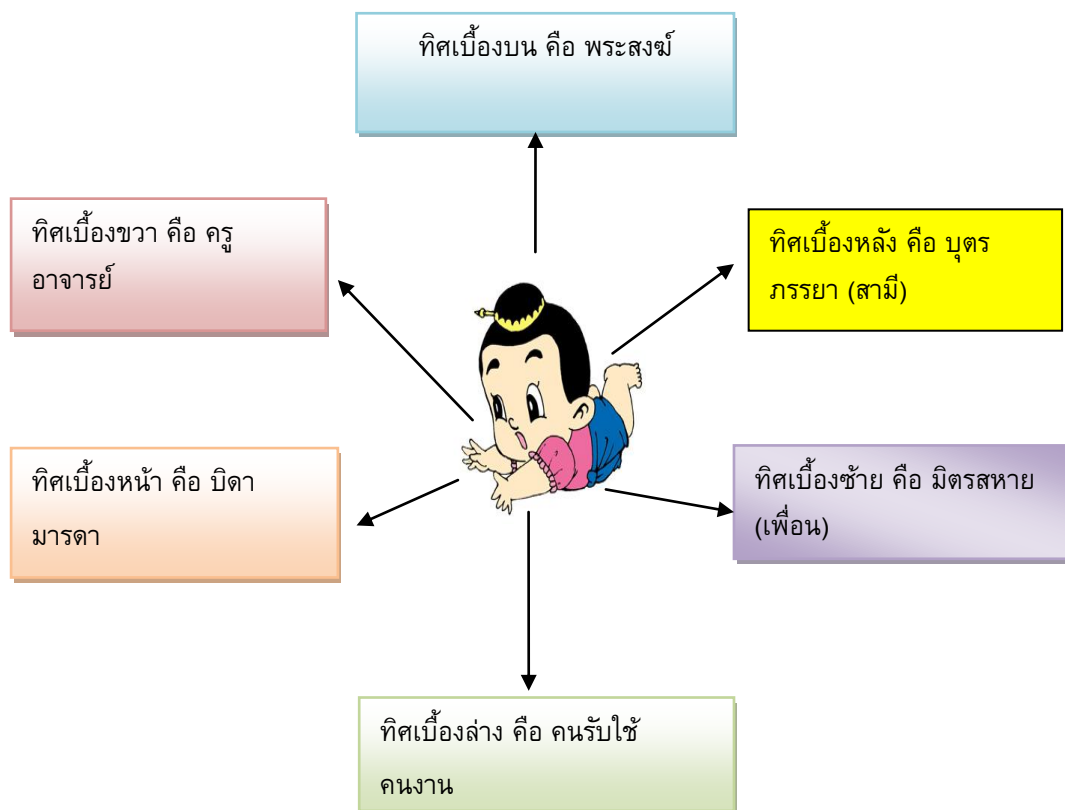 ทิศเบื้องบน คือ พระสงฆ์
ทิศเบื้องขวา คือ ครู
อาจารย์
ทิศเบื้องหลัง คือ บุตร
ภรรยา (สามี)
ทิศเบื้องหน้า คือ บิดา
มารดา
ทิศเบื้องซ้าย คือ มิตรสหาย
(เพื่อน)
ทิศเบื้องล่าง คือ คนรับใช้
คนงาน